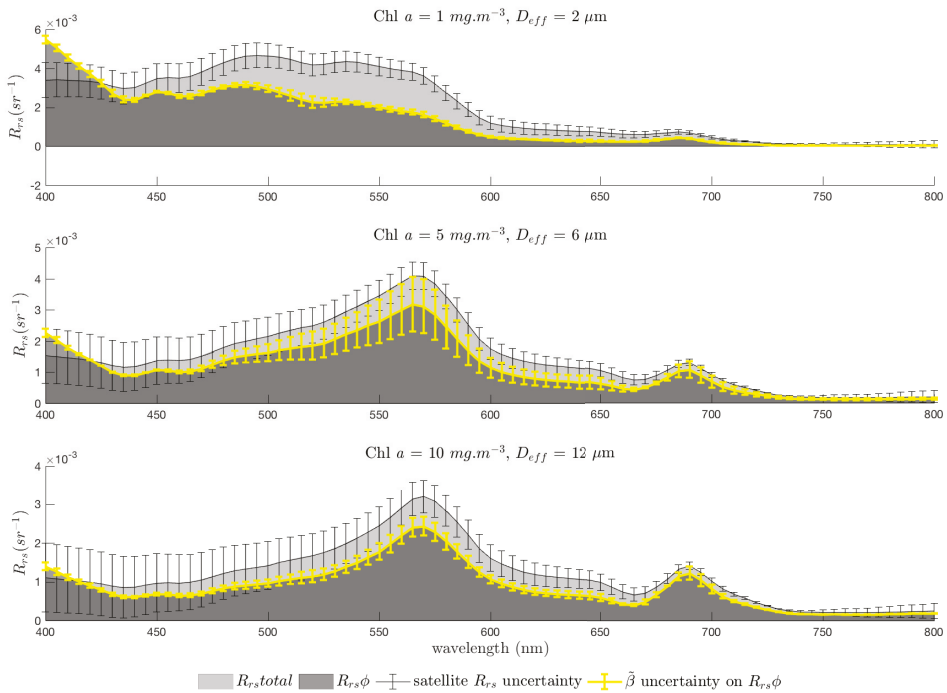 Chl a = 1 mg.m⁻³, D_eff = 2 μm
×10⁻³
6
4
2
0
-2
R_rs(sr⁻¹)
400 450 500 550 600 650 700 750 800
Chl a = 5 mg.m⁻³, D_eff = 6 μm
×10⁻³
5
4
3
2
1
0
R_rs(sr⁻¹)
400 450 500 550 600 650 700 750 800
Chl a = 10 mg.m⁻³, D_eff = 12 μm
×10⁻³
4
3
2
1
0
R_rs(sr⁻¹)
400 450 500 550 600 650 700 750 800
wavelength (nm)
R_rs total R_rsϕ satellite R_rs uncertainty β̃ uncertainty on R_rsϕ